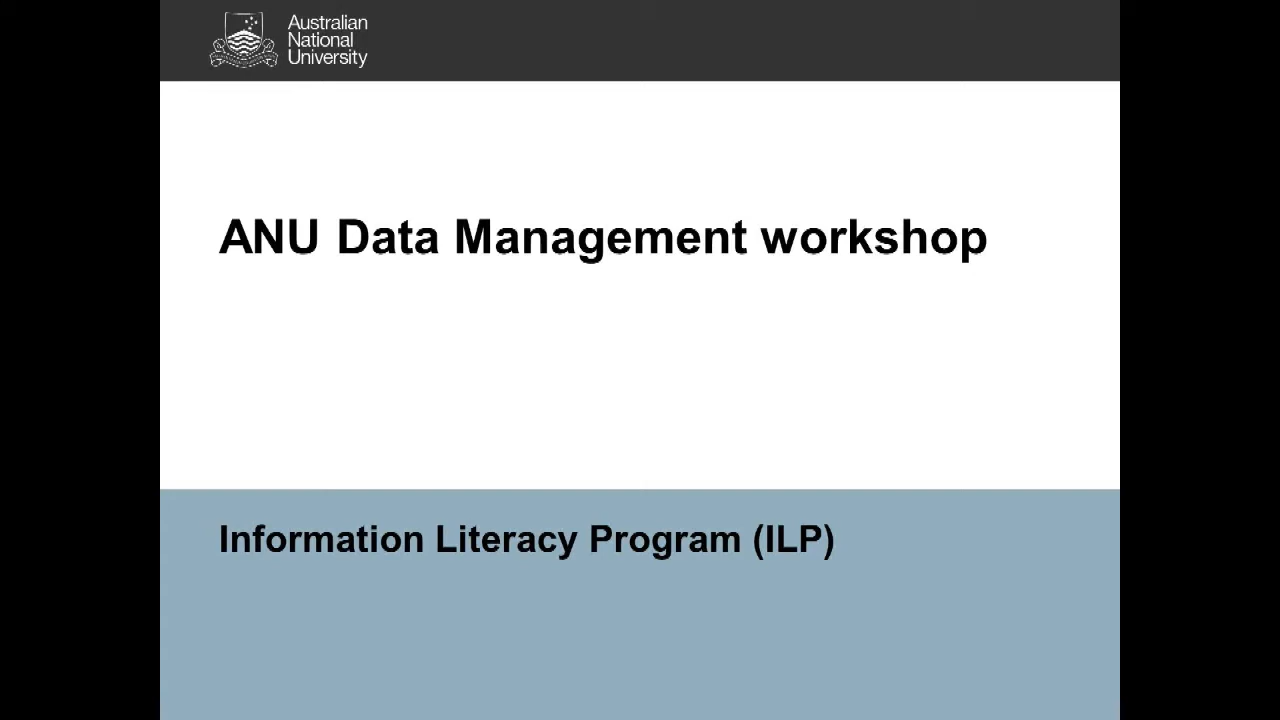 Australian
National
University
ANU Data Management workshop
Information Literacy Program (ILP)